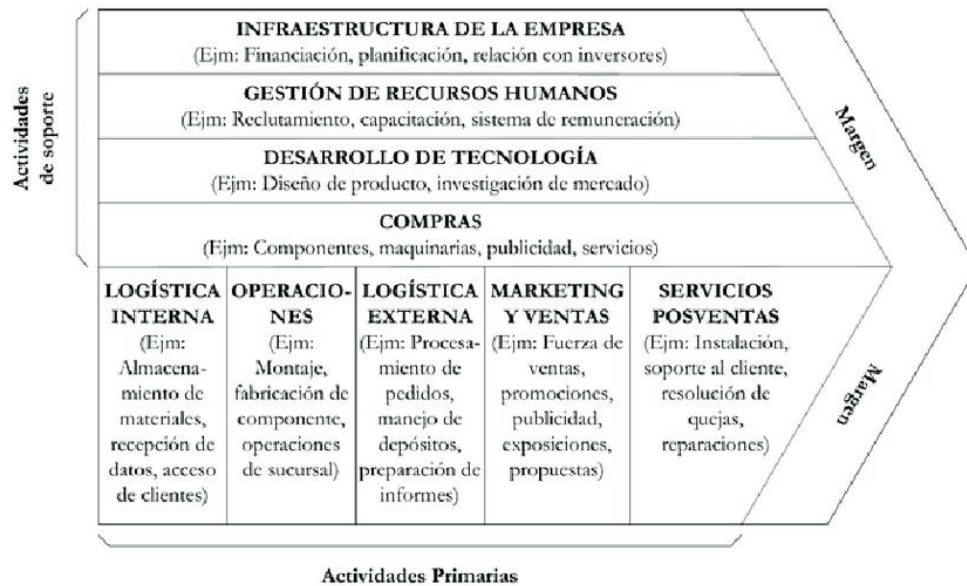 INFRAESTRUCTURA DE LA EMPRESA
(Ejm: Financiación, planificación, relación con inversores)
GESTIÓN DE RECURSOS HUMANOS
(Ejm: Reclutamiento, capacitación, sistema de remuneración)
DESARROLLO DE TECNOLOGÍA
(Ejm: Diseño de producto, investigación de mercado)
COMPRAS
(Ejm: Componentes, maquinarias, publicidad, servicios)
Actividades
de soporte
Margen
LOGÍSTICA
INTERNA
(Ejm:
Almacena-
miento de
materiales,
recepción de
datos, acceso
de clientes)
OPERACIO-
NES
(Ejm:
Montaje,
fabricación de
componente,
operaciones
de sucursal)
LOGÍSTICA
EXTERNA
(Ejm: Procesa-
miento de
pedidos,
manejo de
depósitos,
preparación de
informes)
MARKETING
Y VENTAS
(Ejm: Fuerza de
ventas,
promociones,
publicidad,
exposiciones,
propuestas)
SERVICIOS
POSVENTAS
(Ejm: Instalación,
soporte al cliente,
resolución de
quejas,
reparaciones)
Margen
Actividades Primarias